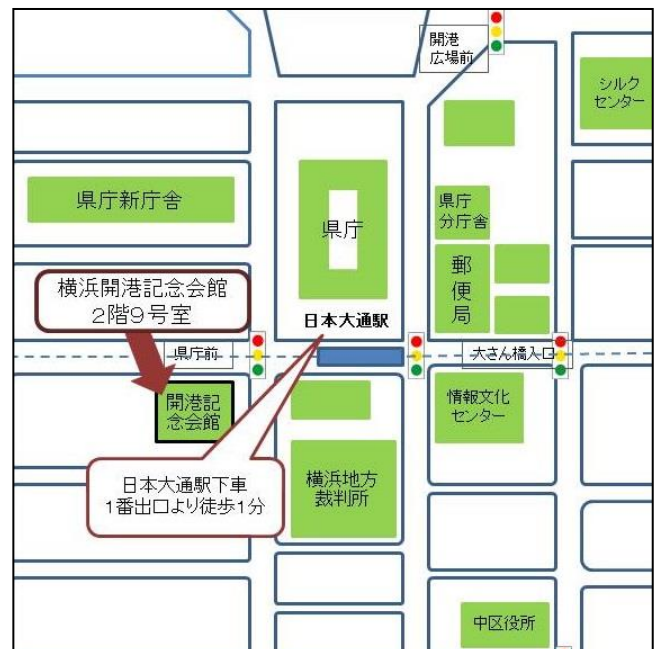 開港
広場前
シルク
センター
県庁新庁舎
県庁
県庁
分庁舎
郵
便
局
横浜開港記念会館
2階9号室
日本大通駅
県庁前
大さん橋入口
開港記
念会館
情報文化
センター
日本大通駅下車
1番出口より徒歩1分
横浜地方
裁判所
中区役所